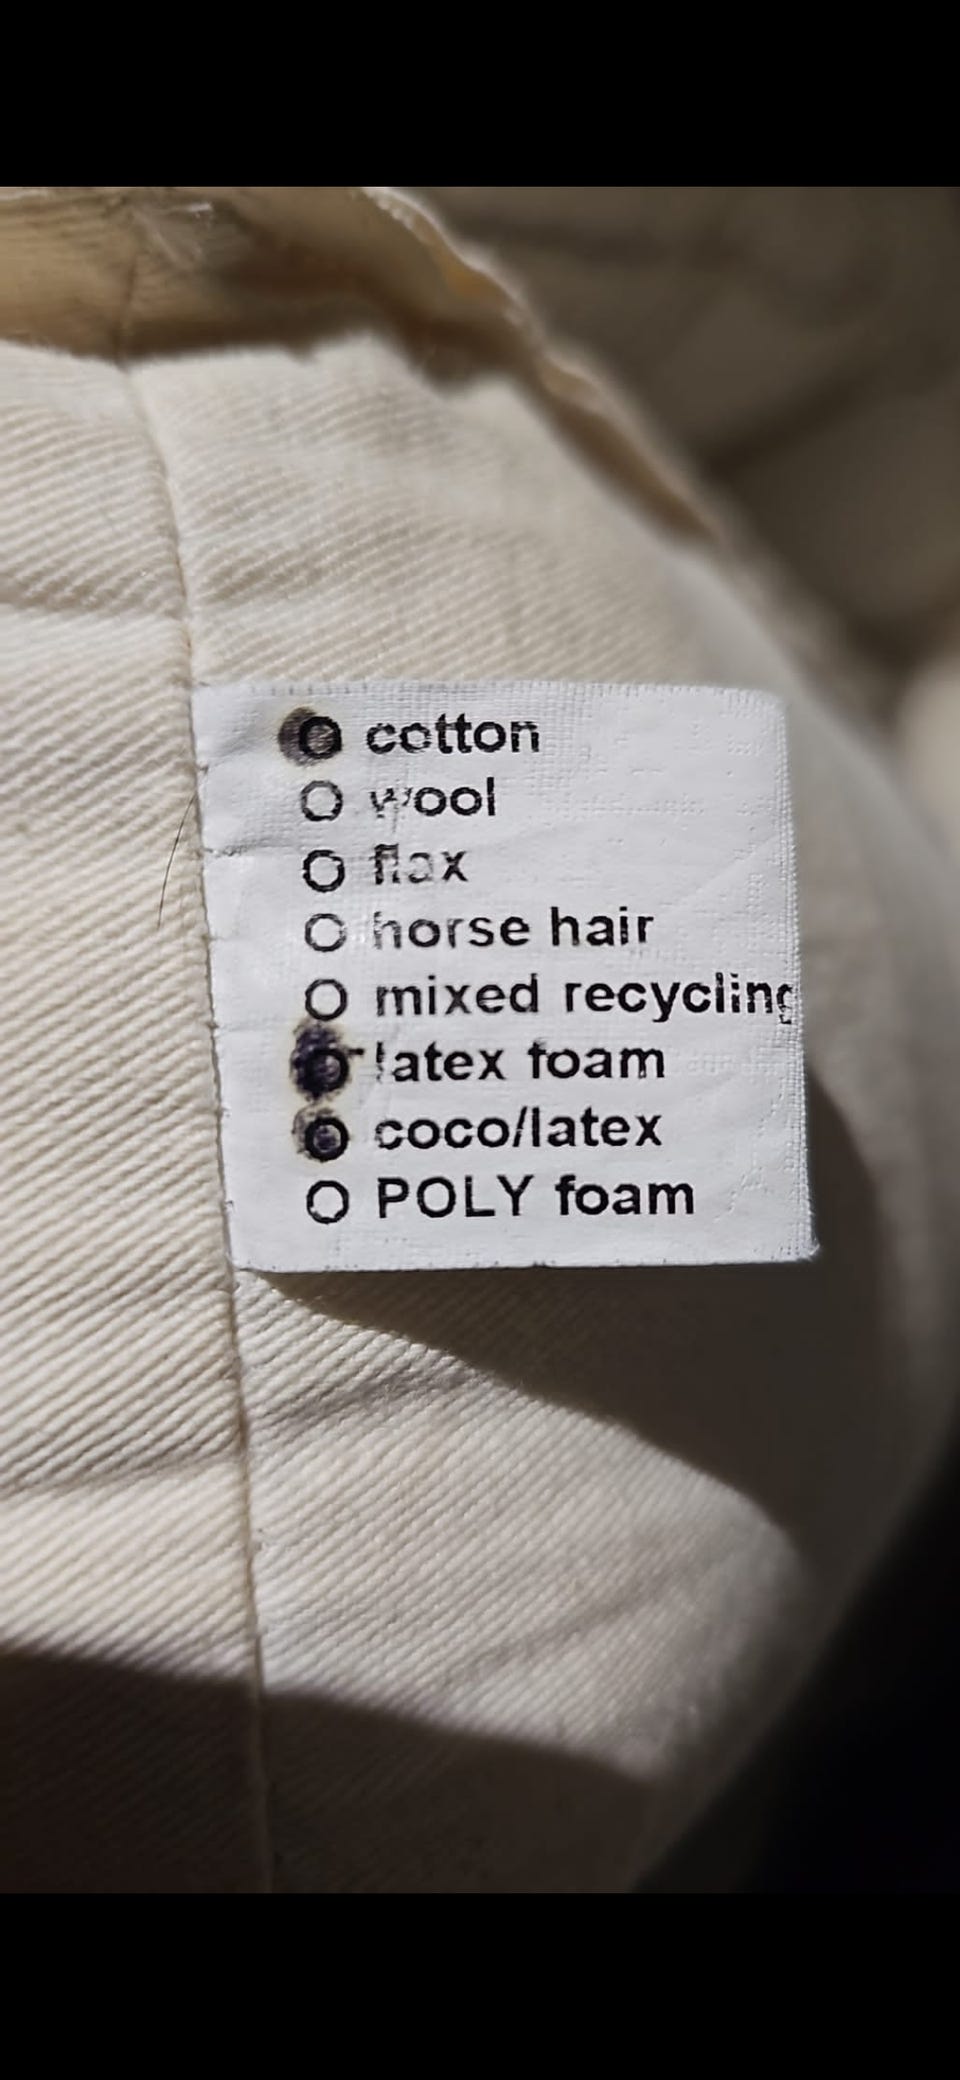 cotton
wool
flax
horse hair
mixed recycling
latex foam
coco/latex
POLY foam